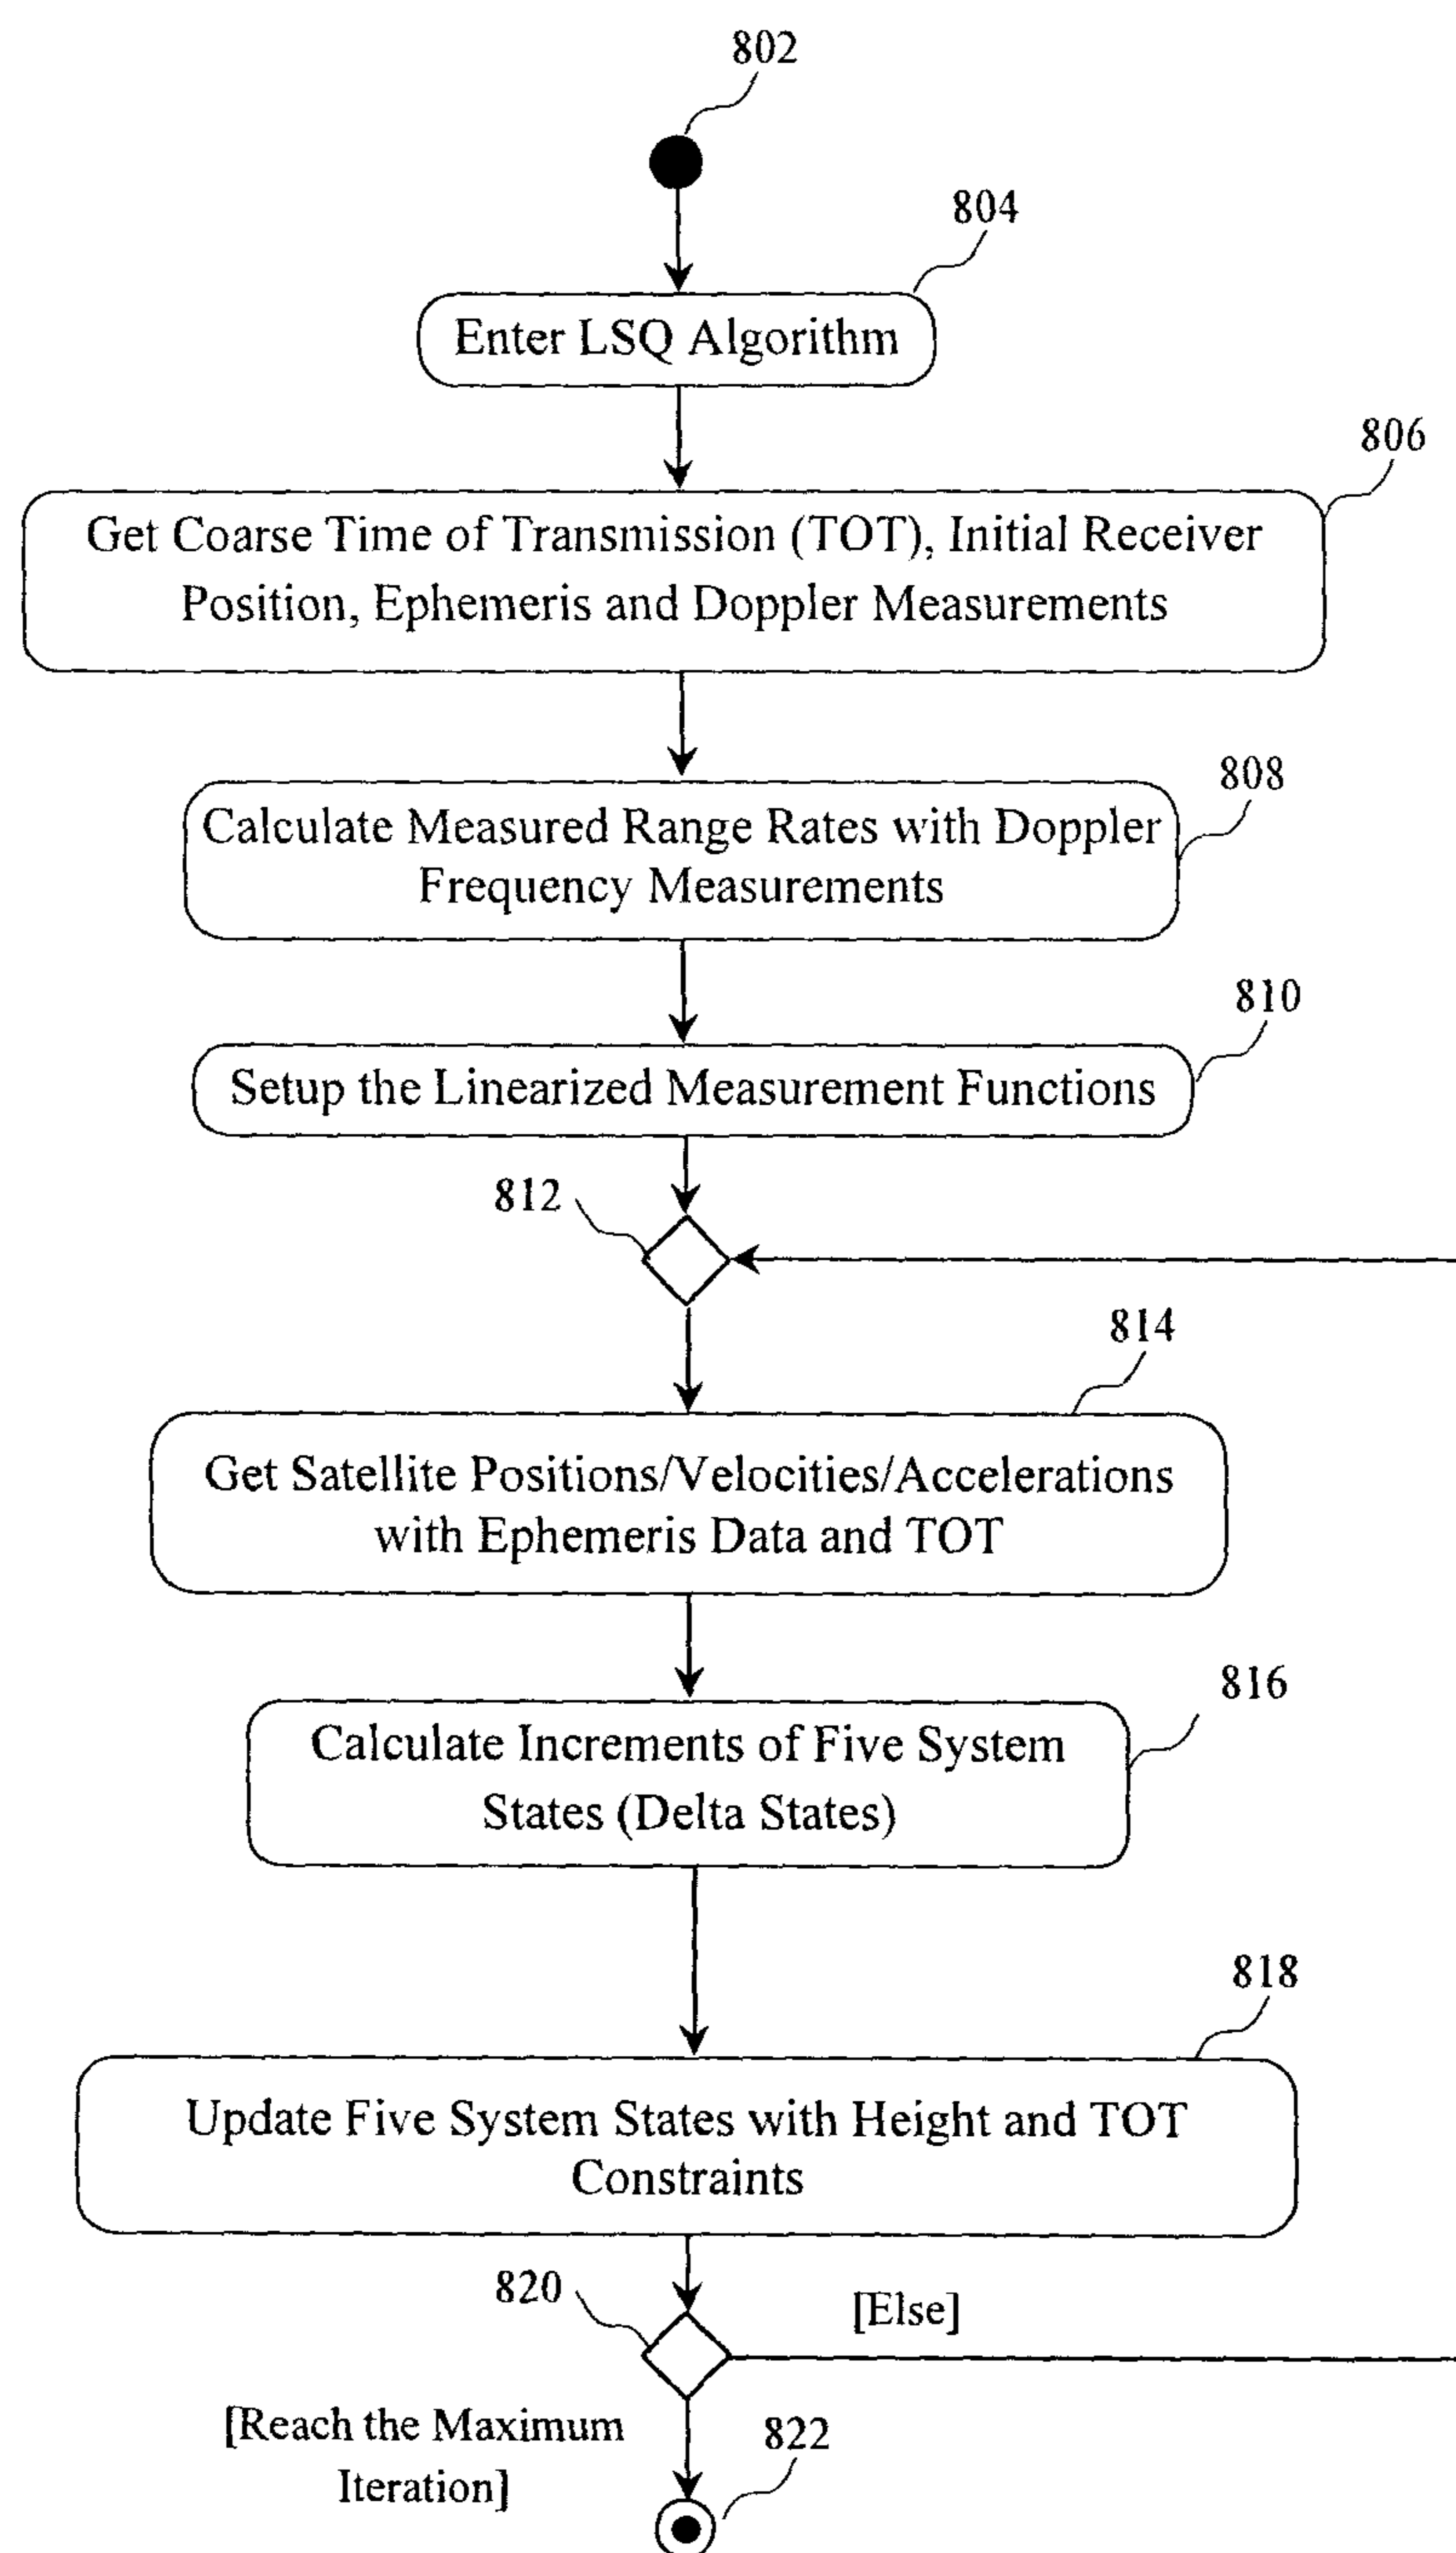 802
804
Enter LSQ Algorithm
806
Get Coarse Time of Transmission (TOT), Initial Receiver
Position, Ephemeris and Doppler Measurements
808
Calculate Measured Range Rates with Doppler
Frequency Measurements
810
Setup the Linearized Measurement Functions
812
814
Get Satellite Positions/Velocities/Accelerations
with Ephemeris Data and TOT
816
Calculate Increments of Five System
States (Delta States)
818
Update Five System States with Height and TOT
Constraints
820
[Else]
[Reach the Maximum
Iteration]
822